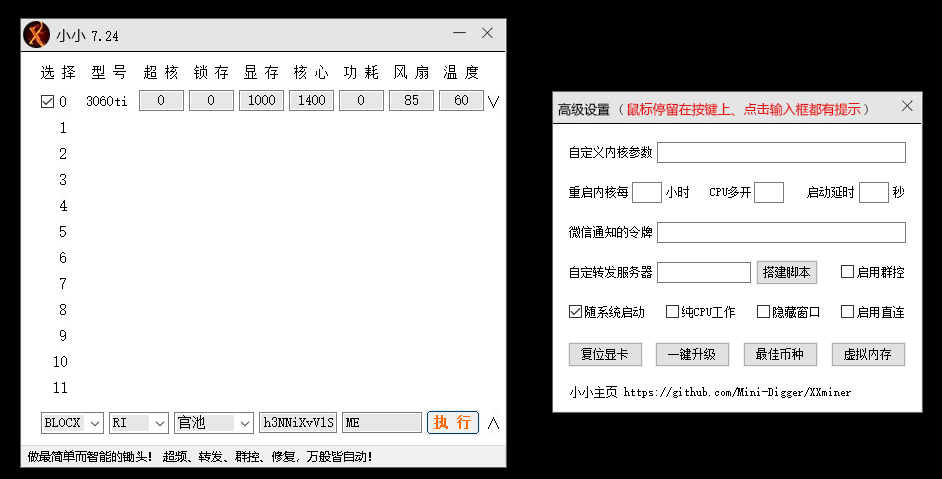 小小 7.24
选择 型号 超核 锁存 显存 核心 功耗 风扇 温度
0 3060ti 0 0 1000 1400 0 85 60
1
2
3
4
5
6
7
8
9
10
11
BLOCX RI 官池 h3NNiXvVlS ME 执行
做最简单而智能的锄头! 超频、转发、群控、修复,万般皆自动!
高级设置 (鼠标停留在按键上、点击输入框都有提示)
自定义内核参数
重启内核每 小时 CPU多开 启动延时 秒
微信通知的令牌
自定转发服务器 搭建脚本 启用群控
随系统启动 纯CPU工作 隐藏窗口 启用直连
复位显卡 一键升级 最佳币种 虚拟内存
小小主页 https://github.com/Mini-Digger/XXminer